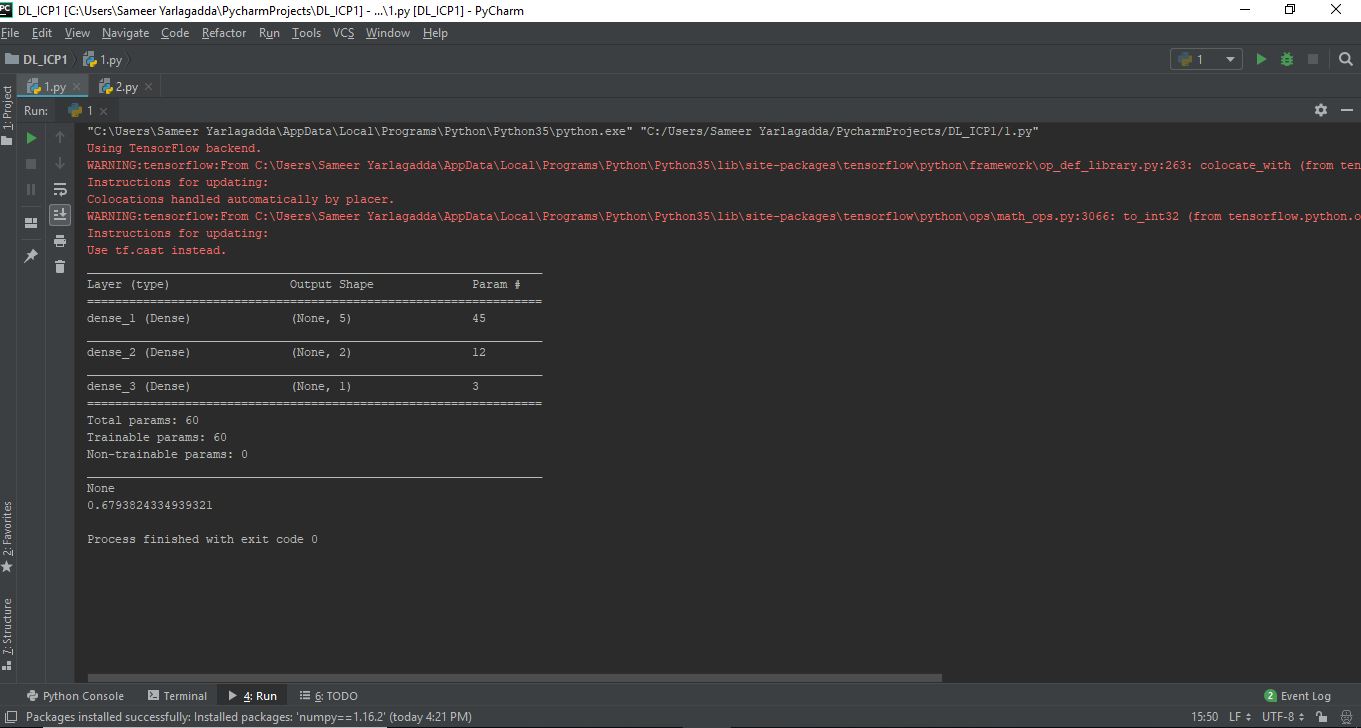 DL_ICP1 [C:\Users\Sameer Yarlagadda\PycharmProjects\DL_ICP1] - ...\1.py [DL_ICP1] - PyCharm
File Edit View Navigate Code Refactor Run Tools VCS Window Help
DL_ICP1 1.py
1
1.py 2.py
Run: 1
1: Project
"C:\Users\Sameer Yarlagadda\AppData\Local\Programs\Python\Python35\python.exe" "C:/Users/Sameer Yarlagadda/PycharmProjects/DL_ICP1/1.py"
Using TensorFlow backend.
WARNING:tensorflow:From C:\Users\Sameer Yarlagadda\AppData\Local\Programs\Python\Python35\lib\site-packages\tensorflow\python\framework\op_def_library.py:263: colocate_with (from ten
Instructions for updating:
Colocations handled automatically by placer.
WARNING:tensorflow:From C:\Users\Sameer Yarlagadda\AppData\Local\Programs\Python\Python35\lib\site-packages\tensorflow\python\ops\math_ops.py:3066: to_int32 (from tensorflow.python.o
Instructions for updating:
Use tf.cast instead.
_________________________________________________________________
Layer (type) Output Shape Param #
=================================================================
dense_1 (Dense) (None, 5) 45
_________________________________________________________________
dense_2 (Dense) (None, 2) 12
_________________________________________________________________
dense_3 (Dense) (None, 1) 3
=================================================================
Total params: 60
Trainable params: 60
Non-trainable params: 0
_________________________________________________________________
None
0.6793824334939321
Process finished with exit code 0
2: Favorites
7: Structure
Python Console Terminal 4: Run 6: TODO 2 Event Log
Packages installed successfully: Installed packages: 'numpy==1.16.2' (today 4:21 PM) 15:50 LF UTF-8